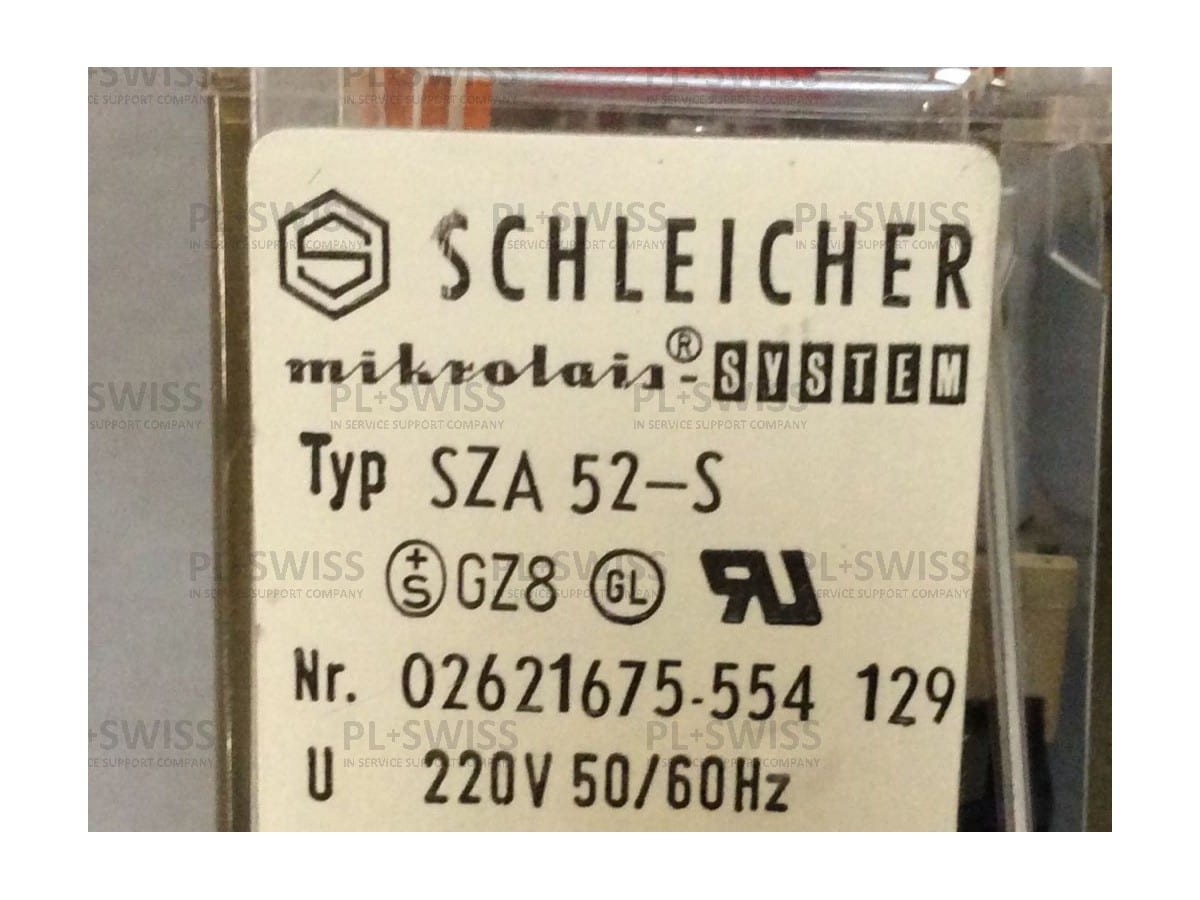 SCHLEICHER
mikrolais®-SYSTEM
Typ SZA 52-S
+S GZ8 GL RU
Nr. 02621675-554 129
U 220V 50/60Hz
PL+SWISS
IN SERVICE SUPPORT COMPANY